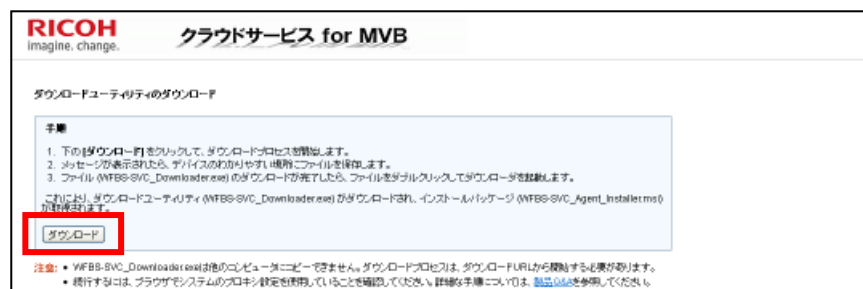 RICOH
imagine. change.
クラウドサービス for MVB
ダウンロードユーティリティのダウンロード
手順
1. 下の[ダウンロード]をクリックして、ダウンロードプロセスを開始します。
2. メッセージが表示されたら、デバイスのわかりやすい場所にファイルを保存します。
3. ファイル (WFBS-SVC_Downloader.exe) のダウンロードが完了したら、ファイルをダブルクリックしてダウンローダを起動します。
これにより、ダウンロードユーティリティ (WFBS-SVC_Downloader.exe) がダウンロードされ、インストールパッケージ (WFBS-SVC_Agent_Installer.msi)
が取得されます。
ダウンロード
注意: • WFBS-SVC_Downloader.exeは他のコンピュータにコピーできません。ダウンロードプロセスは、ダウンロードURLから開始する必要があります。
• 続行するには、ブラウザでシステムのプロキシ設定を使用していることを確認してください。詳細な手順については、製品Q&Aを参照してください。